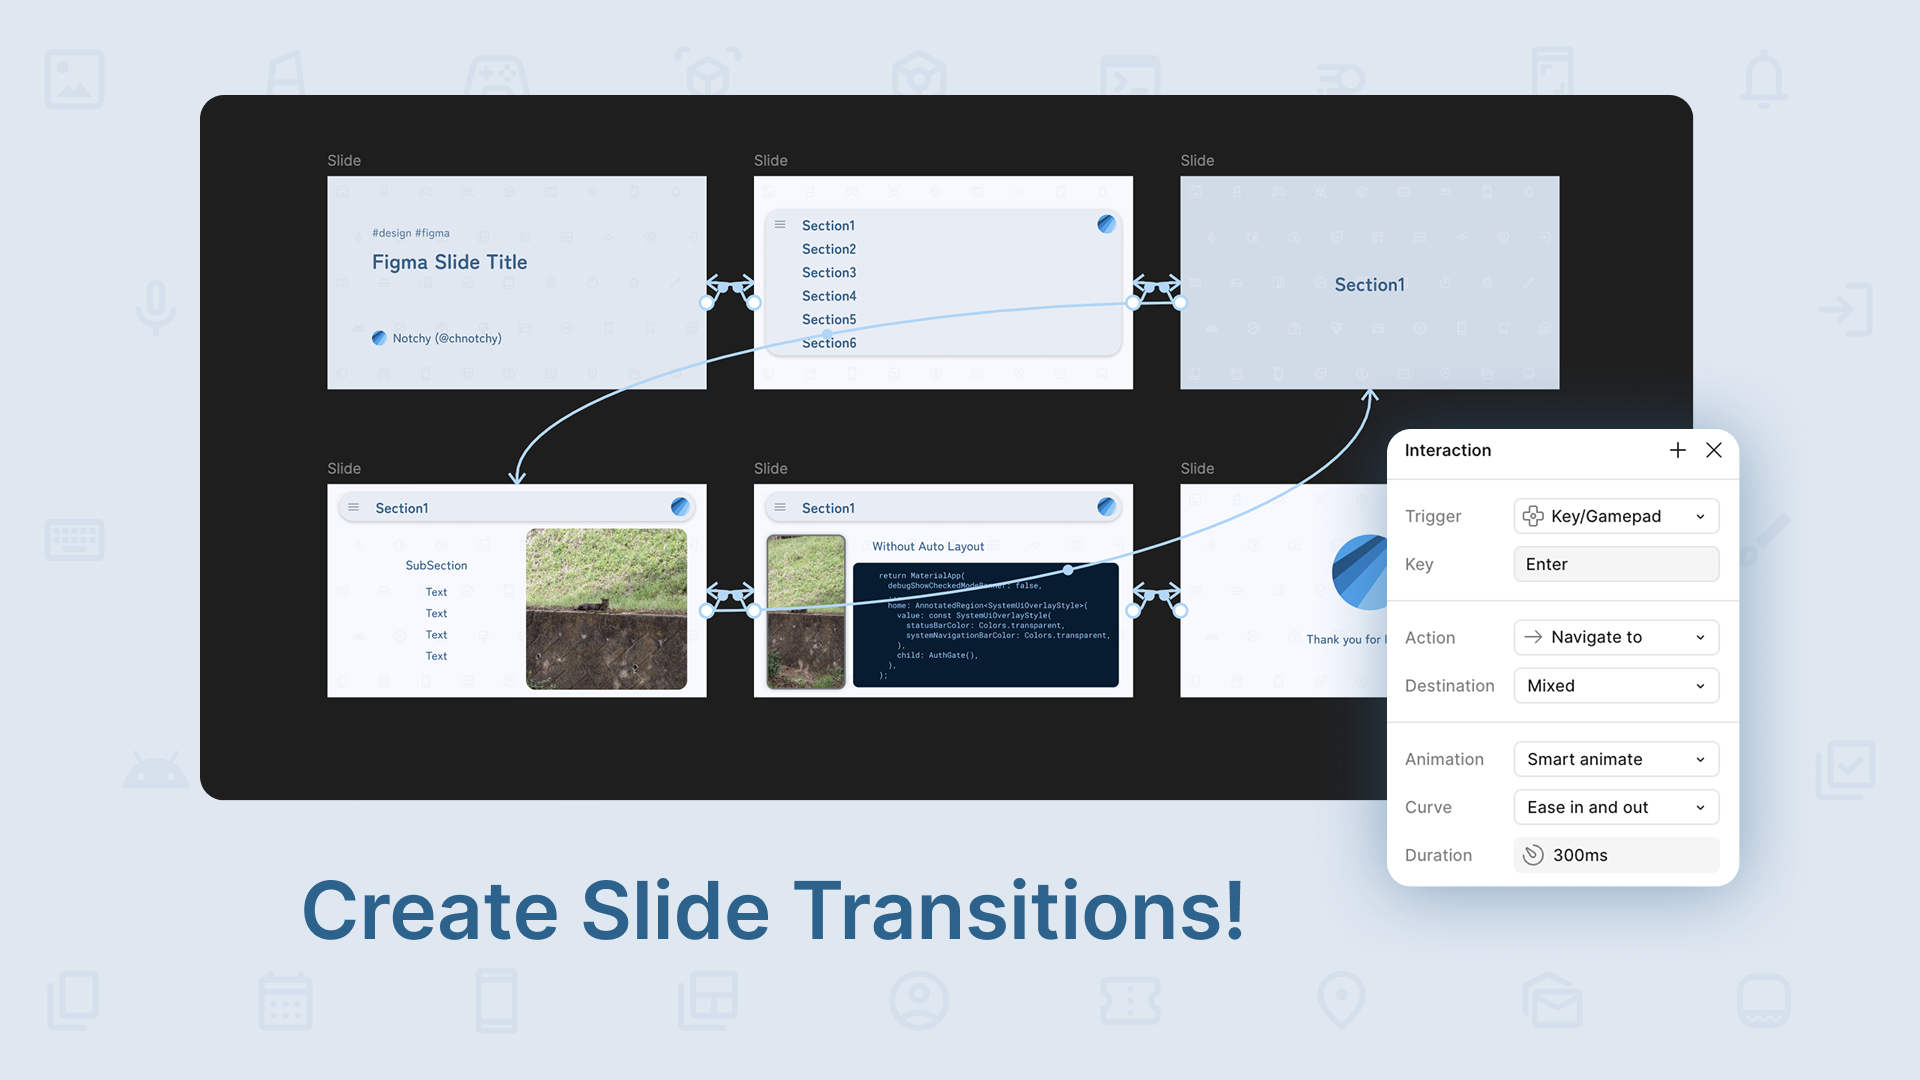 Slide
Slide
Slide
#design #figma
Figma Slide Title
Notchy (@chnotchy)
Section1
Section2
Section3
Section4
Section5
Section6
Section1
Slide
Slide
Slide
Section1
SubSection
Text
Text
Text
Text
Section1
Without Auto Layout
return MaterialApp(
debugShowCheckedModeBanner: false,
home: AnnotatedRegion<SystemUiOverlayStyle>(
value: const SystemUiOverlayStyle(
statusBarColor: Colors.transparent,
systemNavigationBarColor: Colors.transparent,
),
child: AuthGate(),
),
);
Thank you for
Interaction
Trigger
Key/Gamepad
Key
Enter
Action
Navigate to
Destination
Mixed
Animation
Smart animate
Curve
Ease in and out
Duration
300ms
Create Slide Transitions!